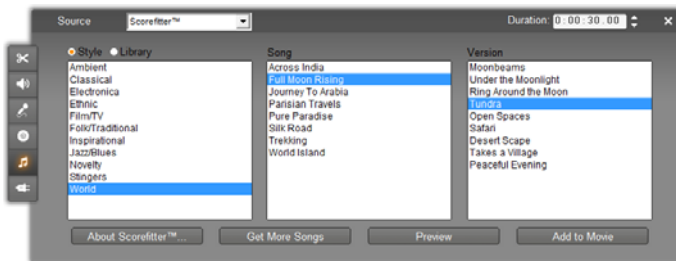 Source Scorefitter™ Duration: 0:00:30.00
Style Library Song Version
Ambient Across India Moonbeams
Classical Full Moon Rising Under the Moonlight
Electronica Journey To Arabia Ring Around the Moon
Ethnic Parisian Travels Tundra
Film/TV Pure Paradise Open Spaces
Folk/Traditional Silk Road Safari
Inspirational Trekking Desert Scape
Jazz/Blues World Island Takes a Village
Novelty Peaceful Evening
Stingers
World
About Scorefitter™... Get More Songs Preview Add to Movie